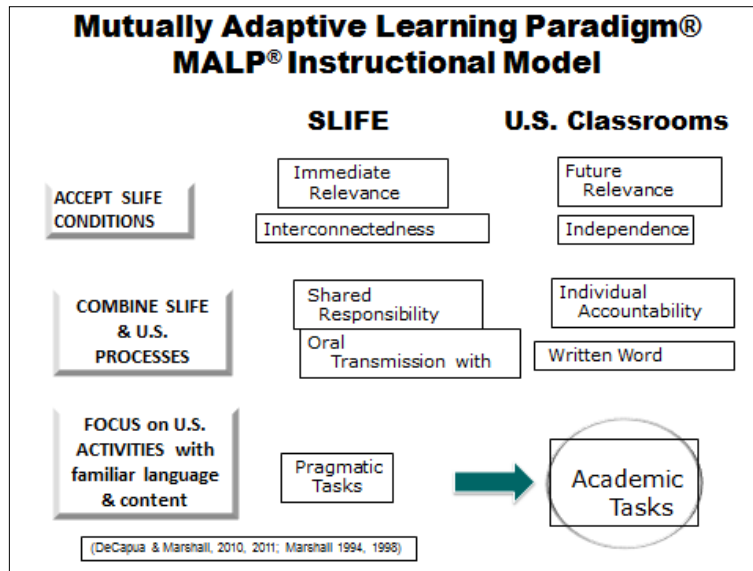 Mutually Adaptive Learning Paradigm®
MALP® Instructional Model
SLIFE
U.S. Classrooms
ACCEPT SLIFE
CONDITIONS
Immediate
Relevance
Future
Relevance
Interconnectedness
Independence
COMBINE SLIFE
& U.S.
PROCESSES
Shared
Responsibility
Individual
Accountability
Oral
Transmission with
Written Word
FOCUS on U.S.
ACTIVITIES with
familiar language
& content
Pragmatic
Tasks
Academic
Tasks
(DeCapua & Marshall, 2010, 2011; Marshall 1994, 1998)